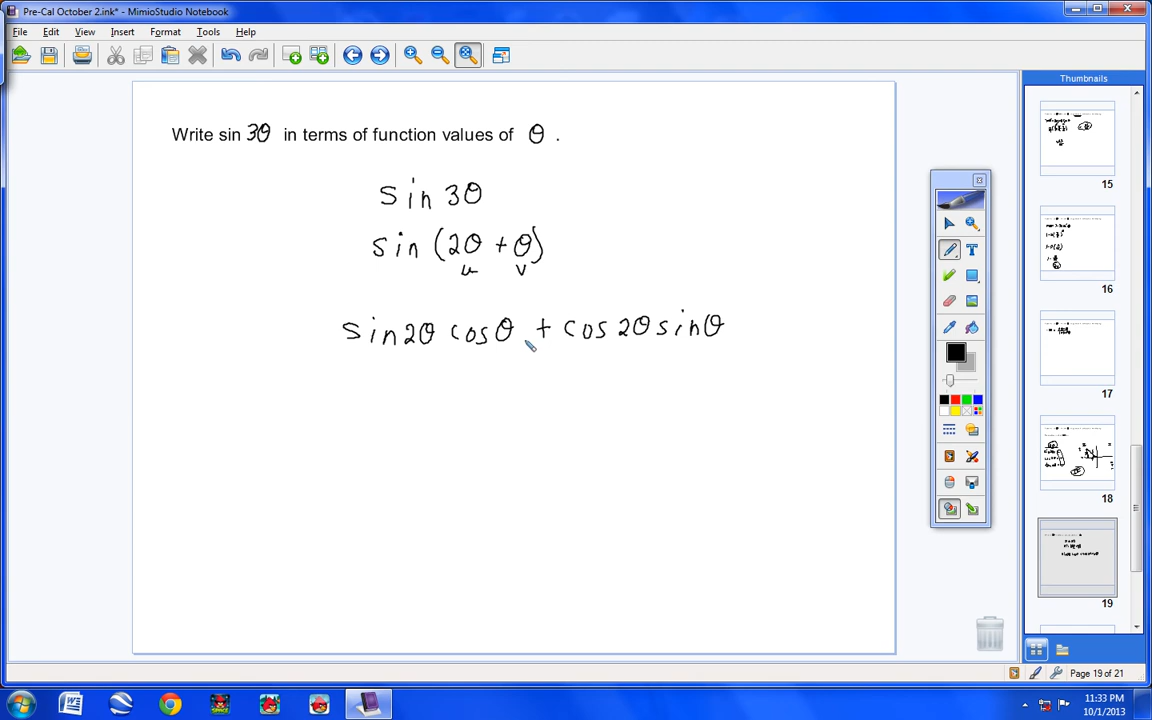 Pre-Cal October 2.ink* - MimioStudio Notebook
File Edit View Insert Format Tools Help
Thumbnails
Write sin 3θ in terms of function values of θ .
sin 3θ
sin (2θ + θ)
u v
sin2θ cosθ + cos 2θ sinθ
15
16
17
18
19
Page 19 of 21
11:33 PM
10/1/2013